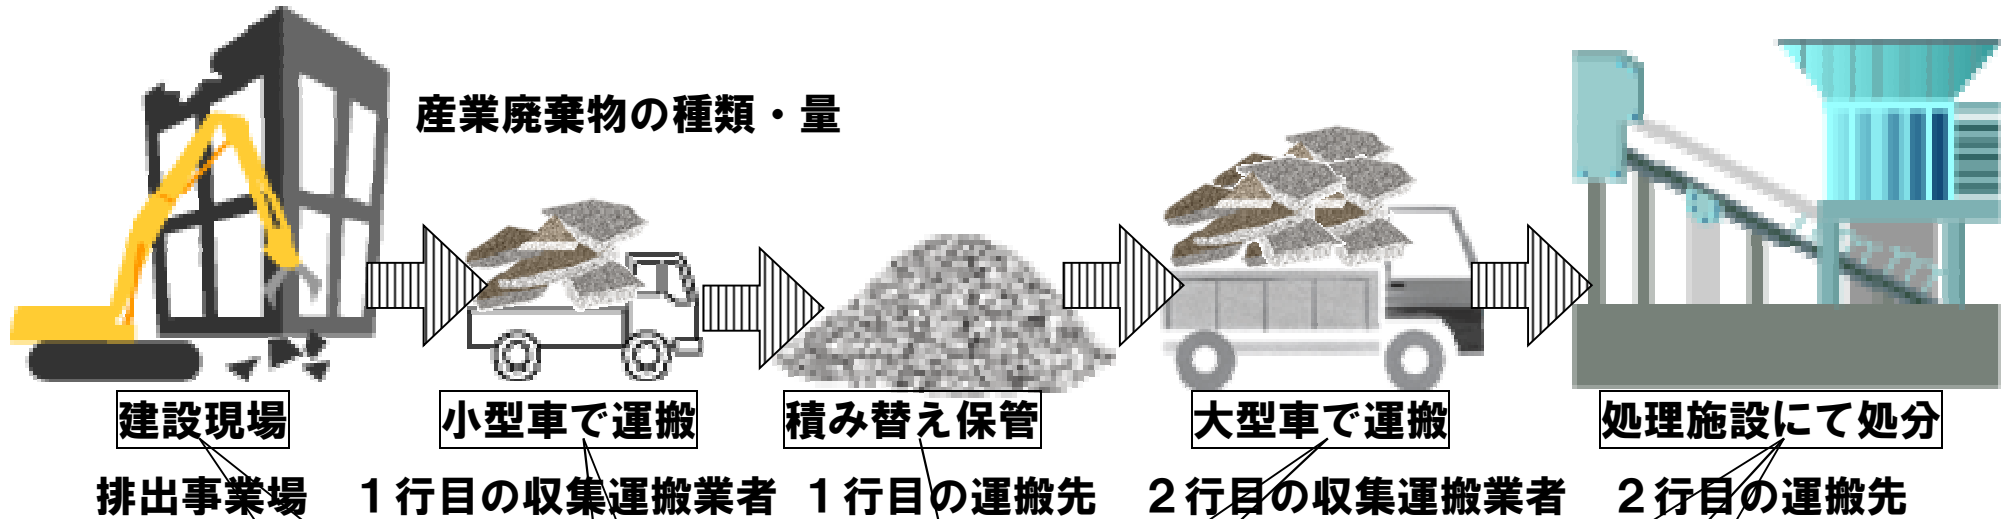 産業廃棄物の種類・量
建設現場
小型車で運搬
積み替え保管
大型車で運搬
処理施設にて処分
排出事業場
１行目の収集運搬業者
１行目の運搬先
２行目の収集運搬業者
２行目の運搬先